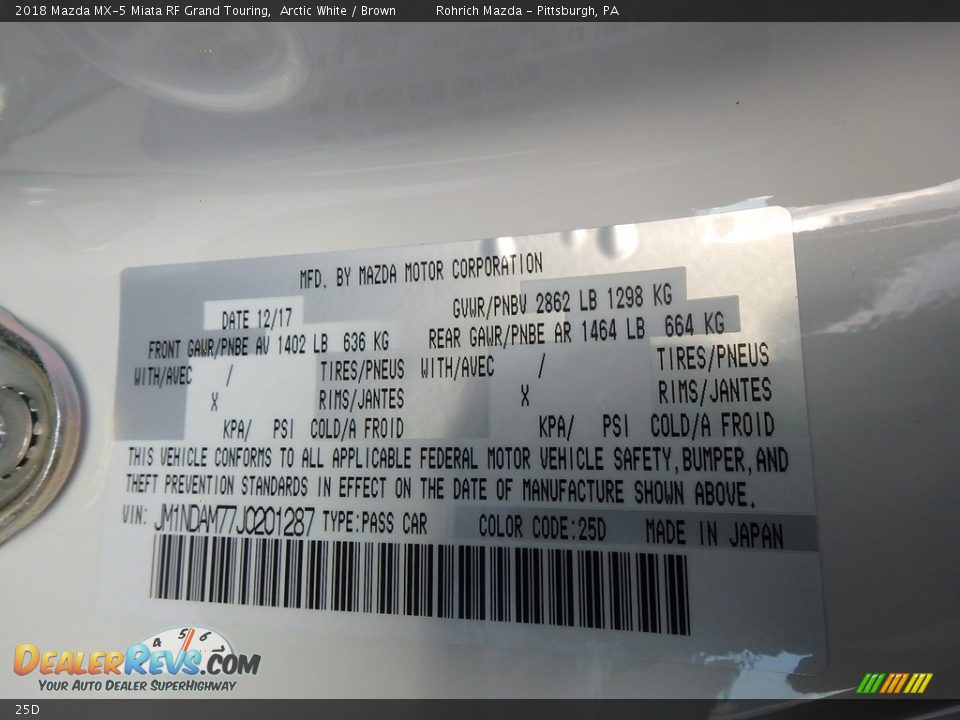 2018 Mazda MX-5 Miata RF Grand Touring, Arctic White / Brown Rohrich Mazda - Pittsburgh, PA
MFD. BY MAZDA MOTOR CORPORATION
DATE 12/17 GVWR/PNBV 2862 LB 1298 KG
FRONT GAWR/PNBE AV 1402 LB 636 KG REAR GAWR/PNBE AR 1464 LB 664 KG
WITH/AVEC / TIRES/PNEUS WITH/AVEC / TIRES/PNEUS
X RIMS/JANTES X RIMS/JANTES
KPA/ PSI COLD/A FROID KPA/ PSI COLD/A FROID
THIS VEHICLE CONFORMS TO ALL APPLICABLE FEDERAL MOTOR VEHICLE SAFETY, BUMPER, AND
THEFT PREVENTION STANDARDS IN EFFECT ON THE DATE OF MANUFACTURE SHOWN ABOVE.
VIN: JM1NDAM77J0201287 TYPE:PASS CAR COLOR CODE:25D MADE IN JAPAN
4 5 6
DEALERREVS.COM
YOUR AUTO DEALER SUPERHIGHWAY
25D